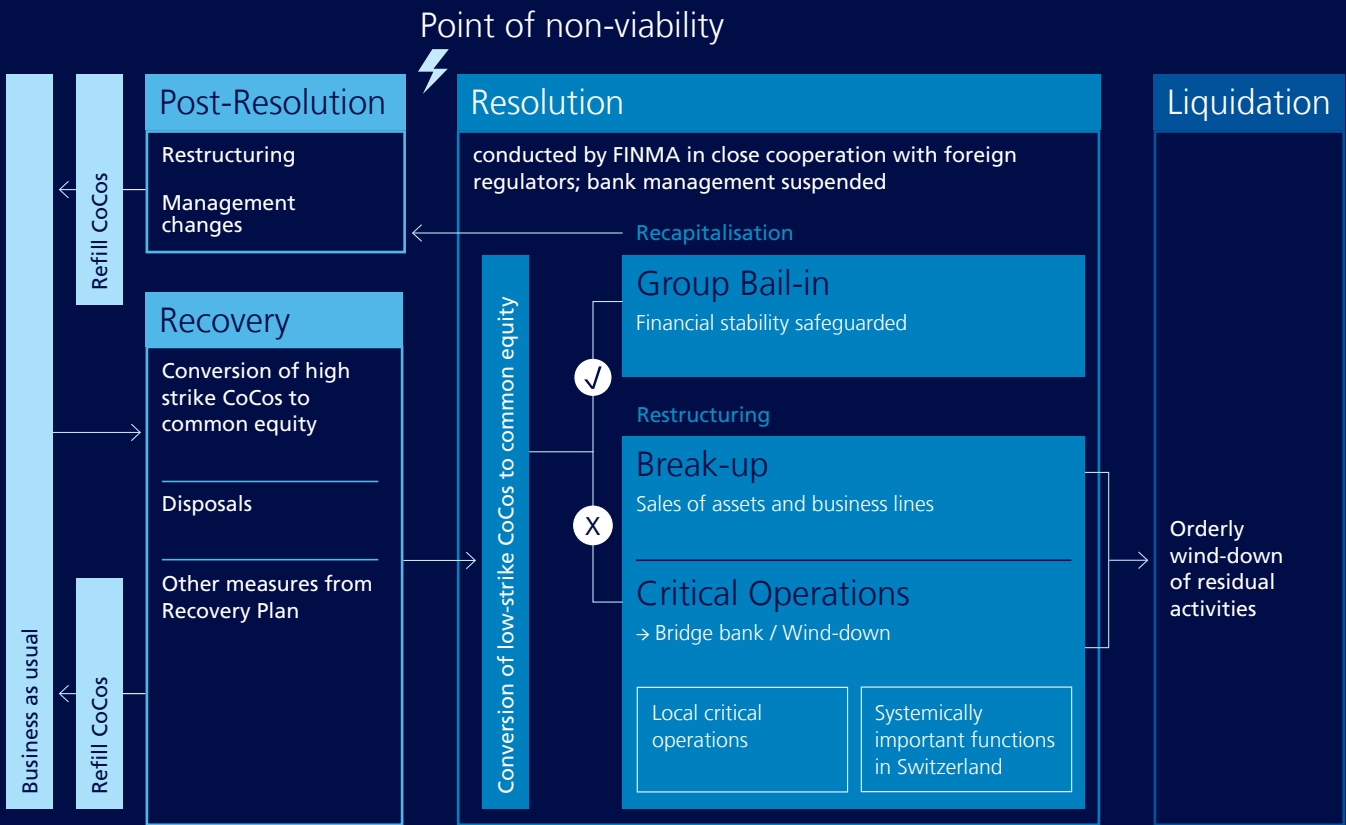 Point of non-viability
Business as usual
Refill CoCos
Post-Resolution
Restructuring
Management
changes
Recovery
Conversion of high
strike CoCos to
common equity
Disposals
Other measures from
Recovery Plan
Refill CoCos
Resolution
conducted by FINMA in close cooperation with foreign
regulators; bank management suspended
Conversion of low-strike CoCos to common equity
√
X
Recapitalisation
Group Bail-in
Financial stability safeguarded
Restructuring
Break-up
Sales of assets and business lines
Critical Operations
→ Bridge bank / Wind-down
Local critical
operations
Systemically
important functions
in Switzerland
Liquidation
Orderly
wind-down
of residual
activities